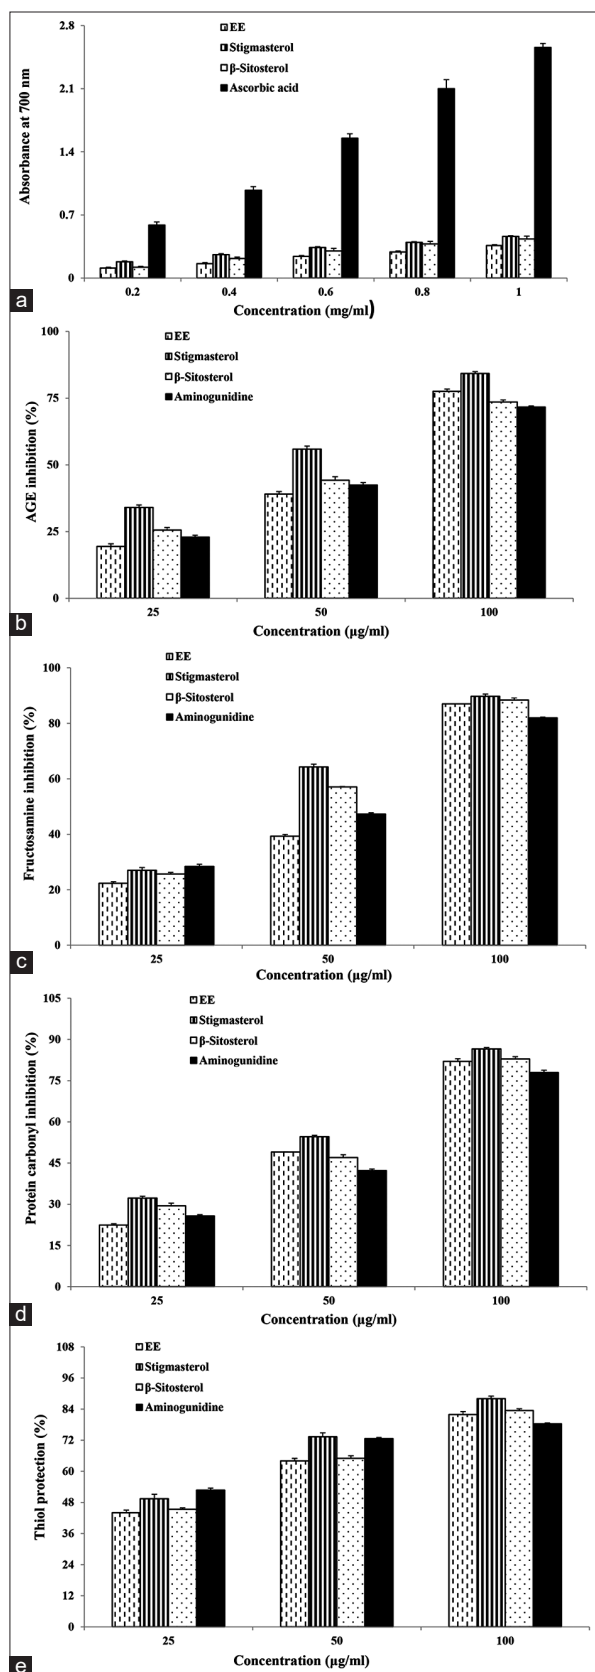 2.8
2.1
1.4
0.7
0
Absorbance at 700 nm
EE
Stigmasterol
β-Sitosterol
Ascorbic acid
0.2 0.4 0.6 0.8 1
Concentration (mg/ml)
a
100
75
50
25
0
AGE inhibition (%)
EE
Stigmasterol
β-Sitosterol
Aminogunidine
25 50 100
Concentration (µg/ml)
b
100
80
60
40
20
0
Fructosamine inhibition (%)
EE
Stigmasterol
β-Sitosterol
Aminogunidine
25 50 100
Concentration (µg/ml)
c
105
90
75
60
45
30
15
0
Protein carbonyl inhibition (%)
EE
Stigmasterol
β-Sitosterol
Aminogunidine
25 50 100
Concentration (µg/ml)
d
108
96
84
72
60
48
36
24
12
0
Thiol protection (%)
EE
Stigmasterol
β-Sitosterol
Aminogunidine
25 50 100
Concentration (µg/ml)
e